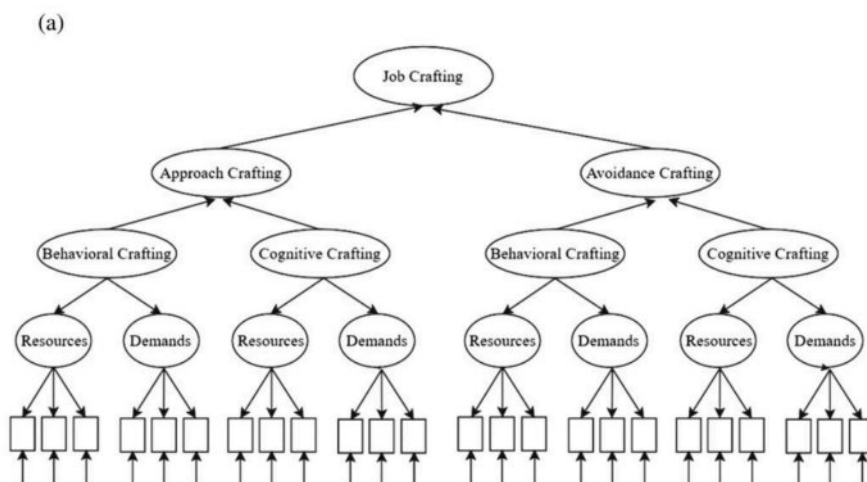 (a)
Job Crafting
Approach Crafting
Avoidance Crafting
Behavioral Crafting
Cognitive Crafting
Behavioral Crafting
Cognitive Crafting
Resources
Demands
Resources
Demands
Resources
Demands
Resources
Demands